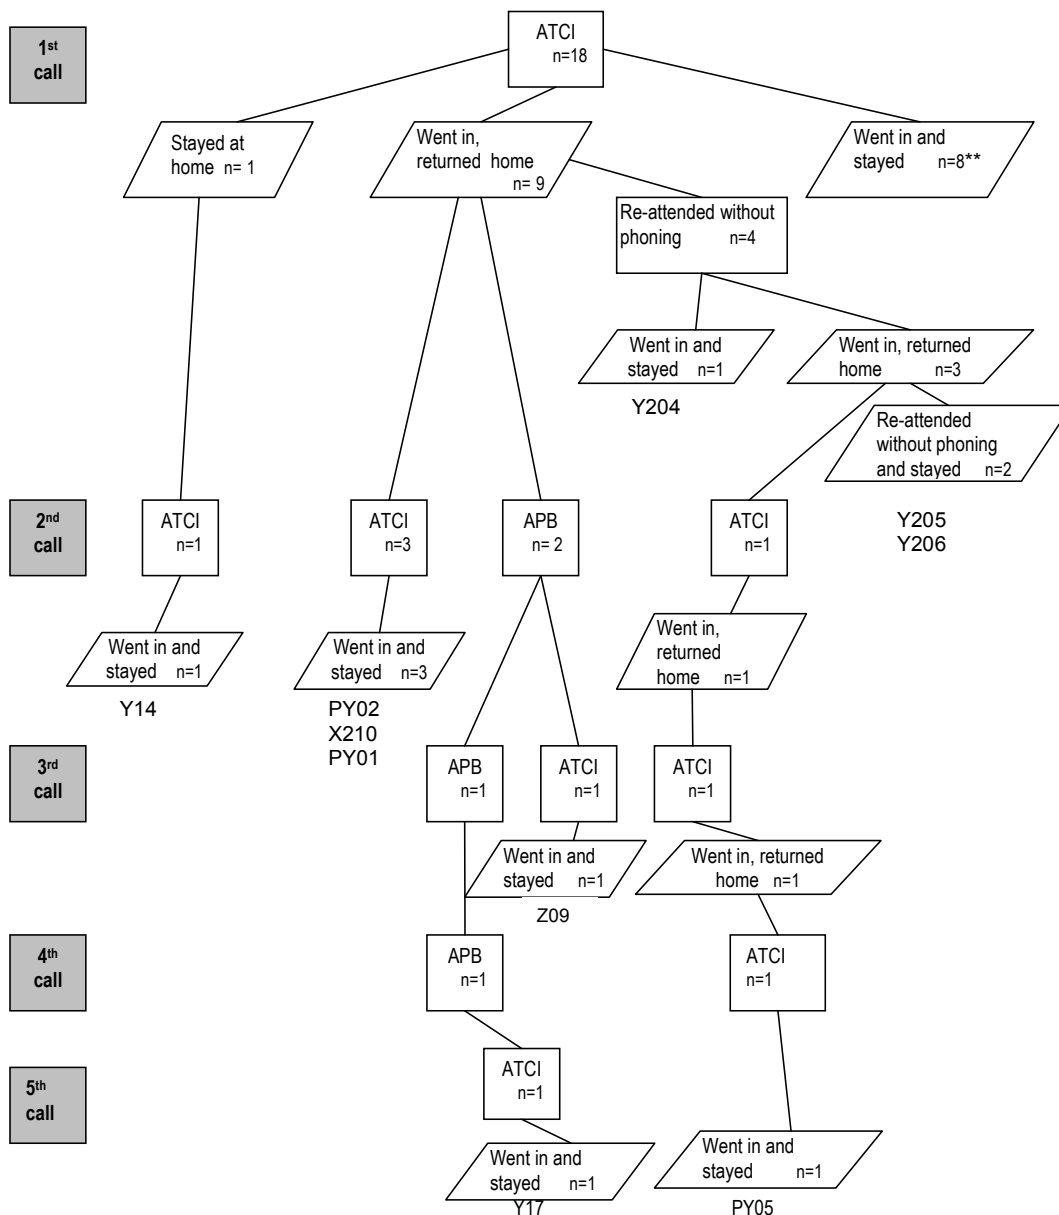 1st
call
ATCI
n=18
Stayed at
home n= 1
Went in,
returned home
n= 9
Went in and
stayed n=8**
Re-attended without
phoning n=4
Went in and
stayed n=1
Y204
Went in, returned
home n=3
Re-attended
without phoning
and stayed n=2
Y205
Y206
2nd
call
ATCI
n=1
ATCI
n=3
APB
n= 2
ATCI
n=1
Went in and
stayed n=1
Y14
Went in and
stayed n=3
PY02
X210
PY01
Went in,
returned
home n=1
3rd
call
APB
n=1
ATCI
n=1
ATCI
n=1
Went in and
stayed n=1
Z09
Went in, returned
home n=1
4th
call
APB
n=1
ATCI
n=1
5th
call
ATCI
n=1
Went in and
stayed n=1
Y17
Went in and
stayed n=1
PY05